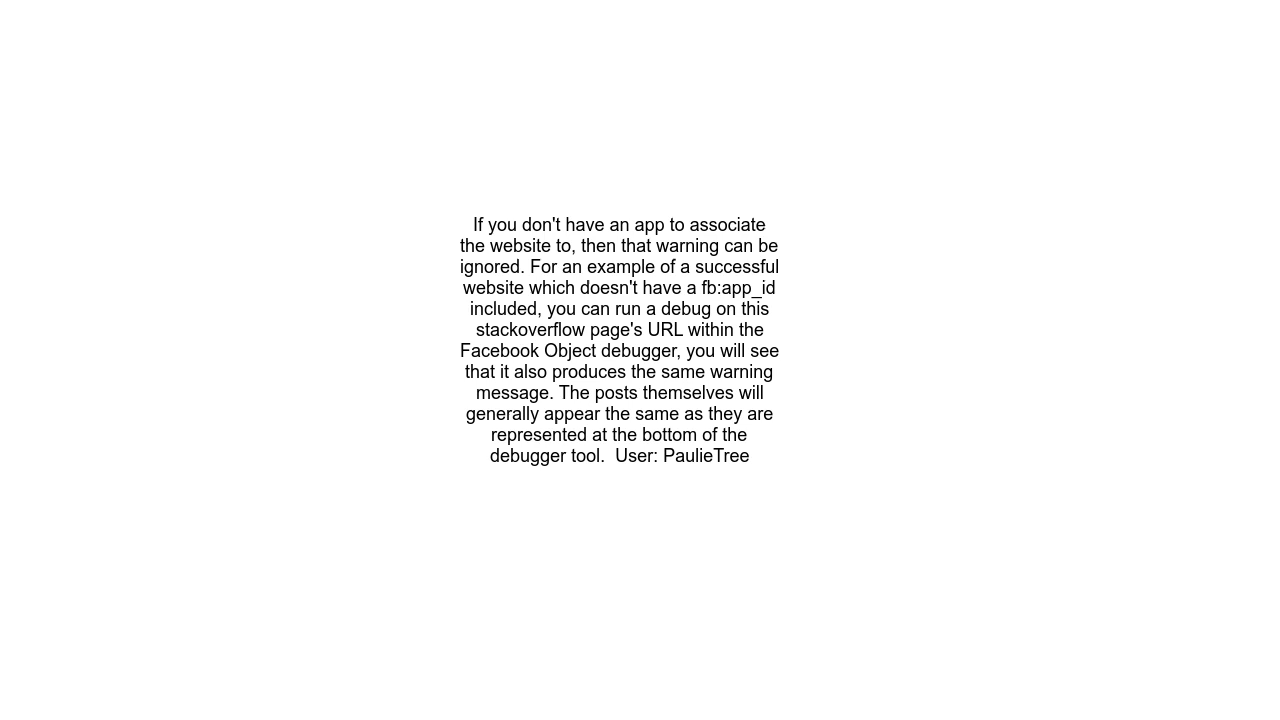 If you don't have an app to associate
the website to, then that warning can be
ignored. For an example of a successful
website which doesn't have a fb:app_id
included, you can run a debug on this
stackoverflow page's URL within the
Facebook Object debugger, you will see
that it also produces the same warning
message. The posts themselves will
generally appear the same as they are
represented at the bottom of the
debugger tool.  User: PaulieTree